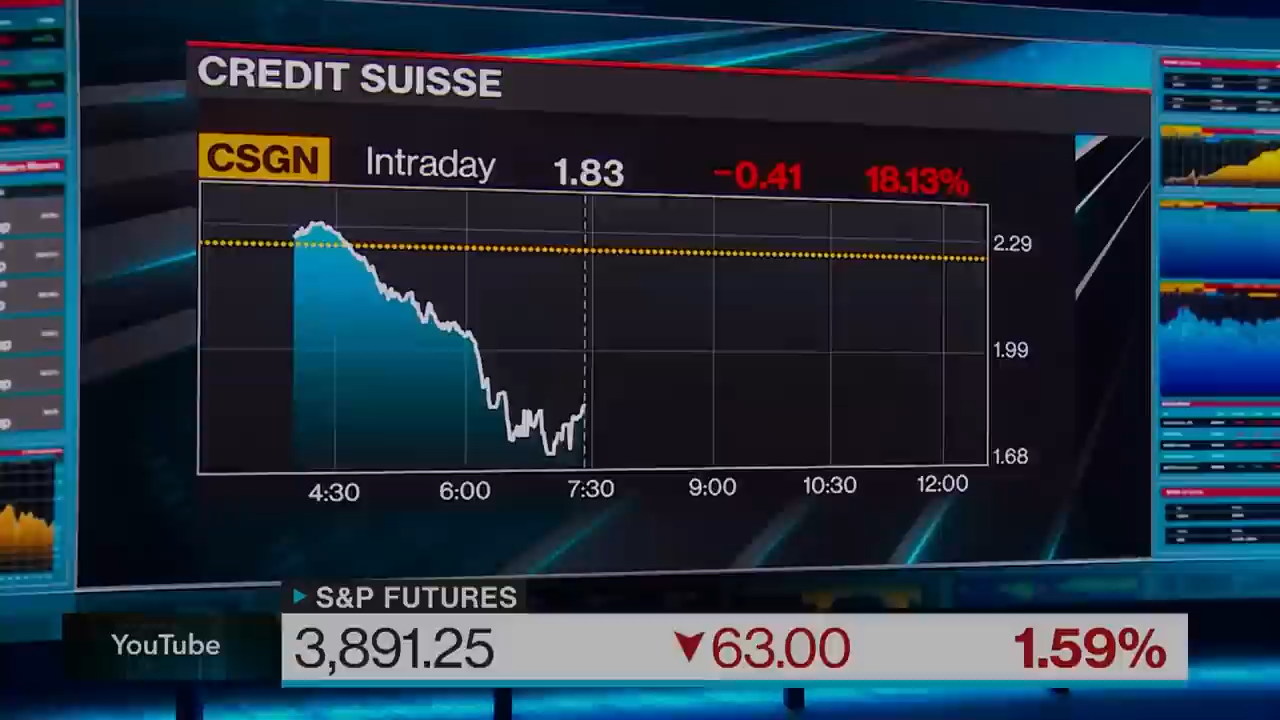 CREDIT SUISSE
CSGN Intraday 1.83 -0.41 18.13%
2.29
1.99
1.68
4:30 6:00 7:30 9:00 10:30 12:00
S&P FUTURES
YouTube 3,891.25 63.00 1.59%